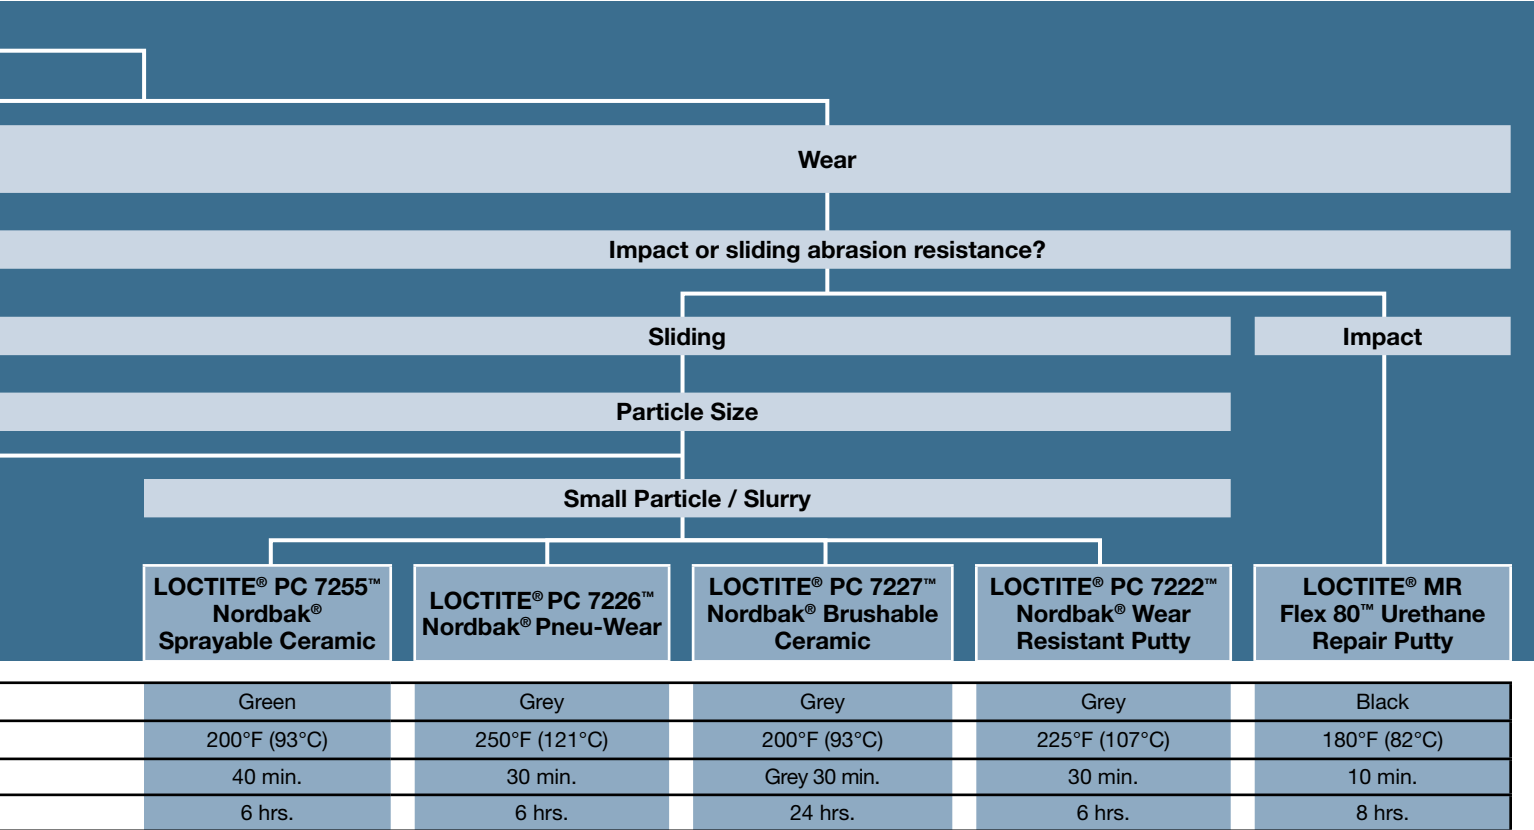 Wear
Impact or sliding abrasion resistance?
Sliding
Impact
Particle Size
Small Particle / Slurry
LOCTITE® PC 7255™
Nordbak®
Sprayable Ceramic
LOCTITE® PC 7226™
Nordbak® Pneu-Wear
LOCTITE® PC 7227™
Nordbak® Brushable
Ceramic
LOCTITE® PC 7222™
Nordbak® Wear
Resistant Putty
LOCTITE® MR
Flex 80™ Urethane
Repair Putty
Green Grey Grey Grey Black
200°F (93°C) 250°F (121°C) 200°F (93°C) 225°F (107°C) 180°F (82°C)
40 min. 30 min. Grey 30 min. 30 min. 10 min.
6 hrs. 6 hrs. 24 hrs. 6 hrs. 8 hrs.